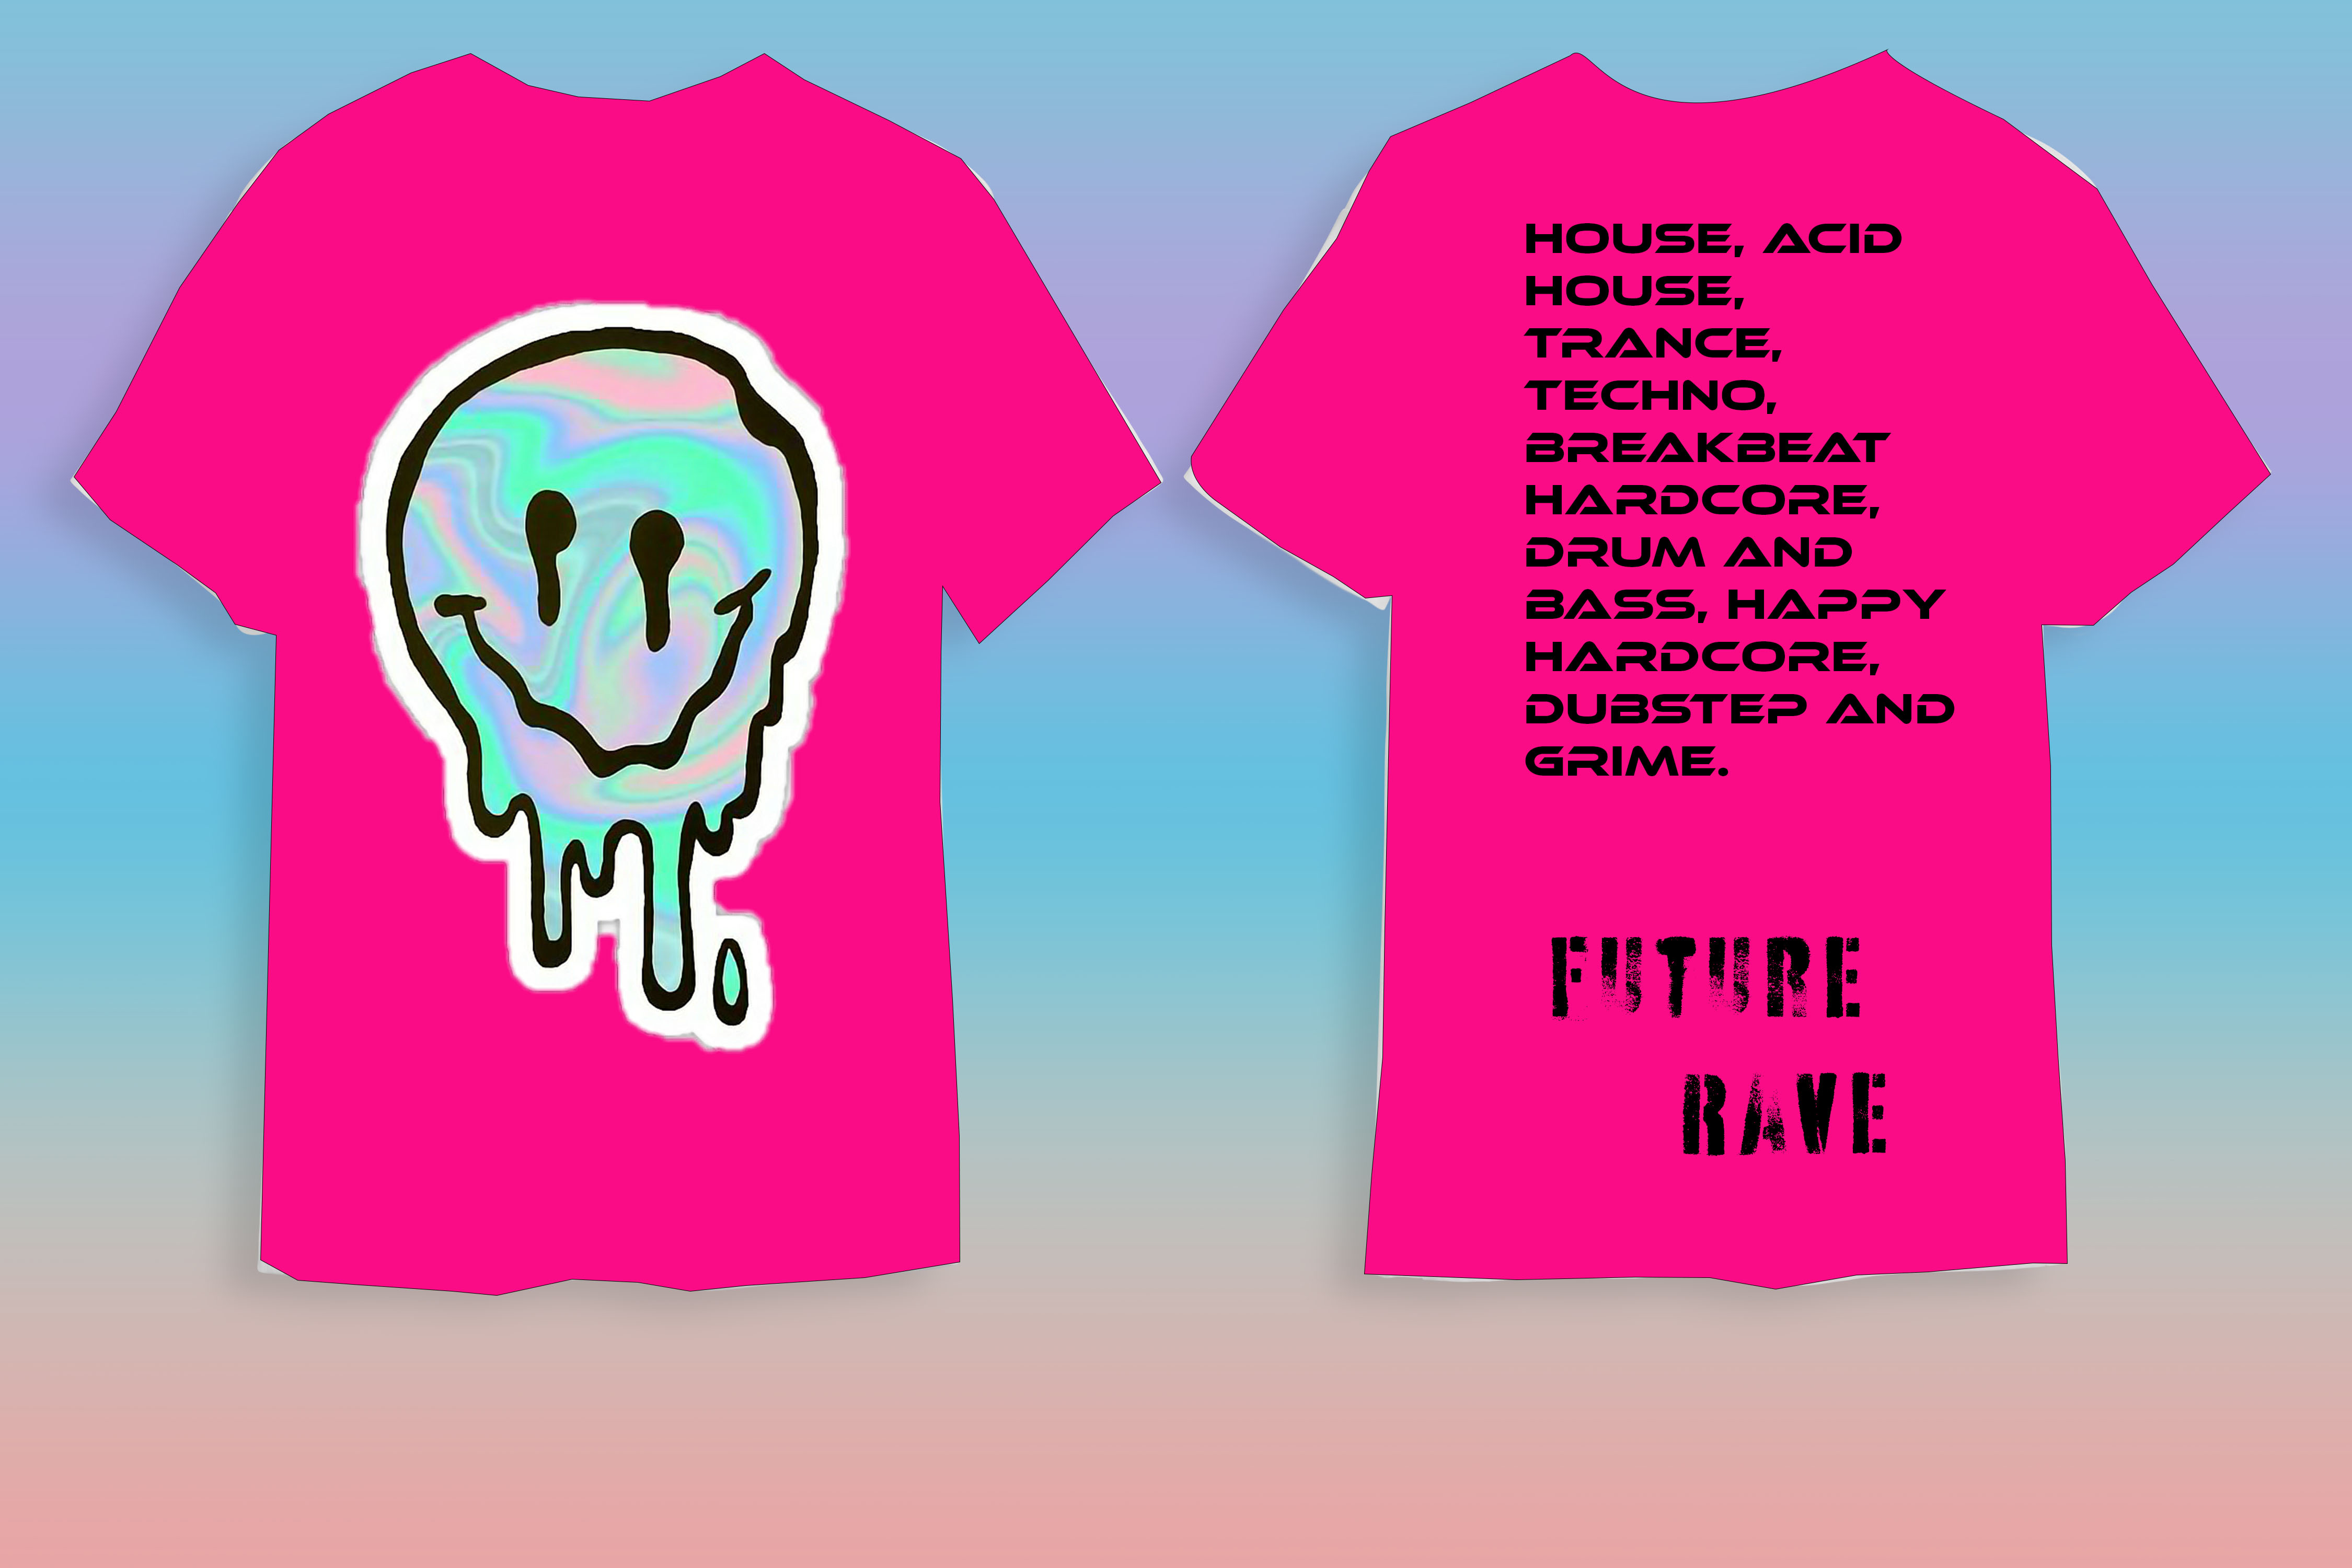 HOUSE, ACID
HOUSE,
TRANCE,
TECHNO,
BREAKBEAT
HARDCORE,
DRUM AND
BASS, HAPPY
HARDCORE,
DUBSTEP AND
GRIME.
FUTURE
RAVE